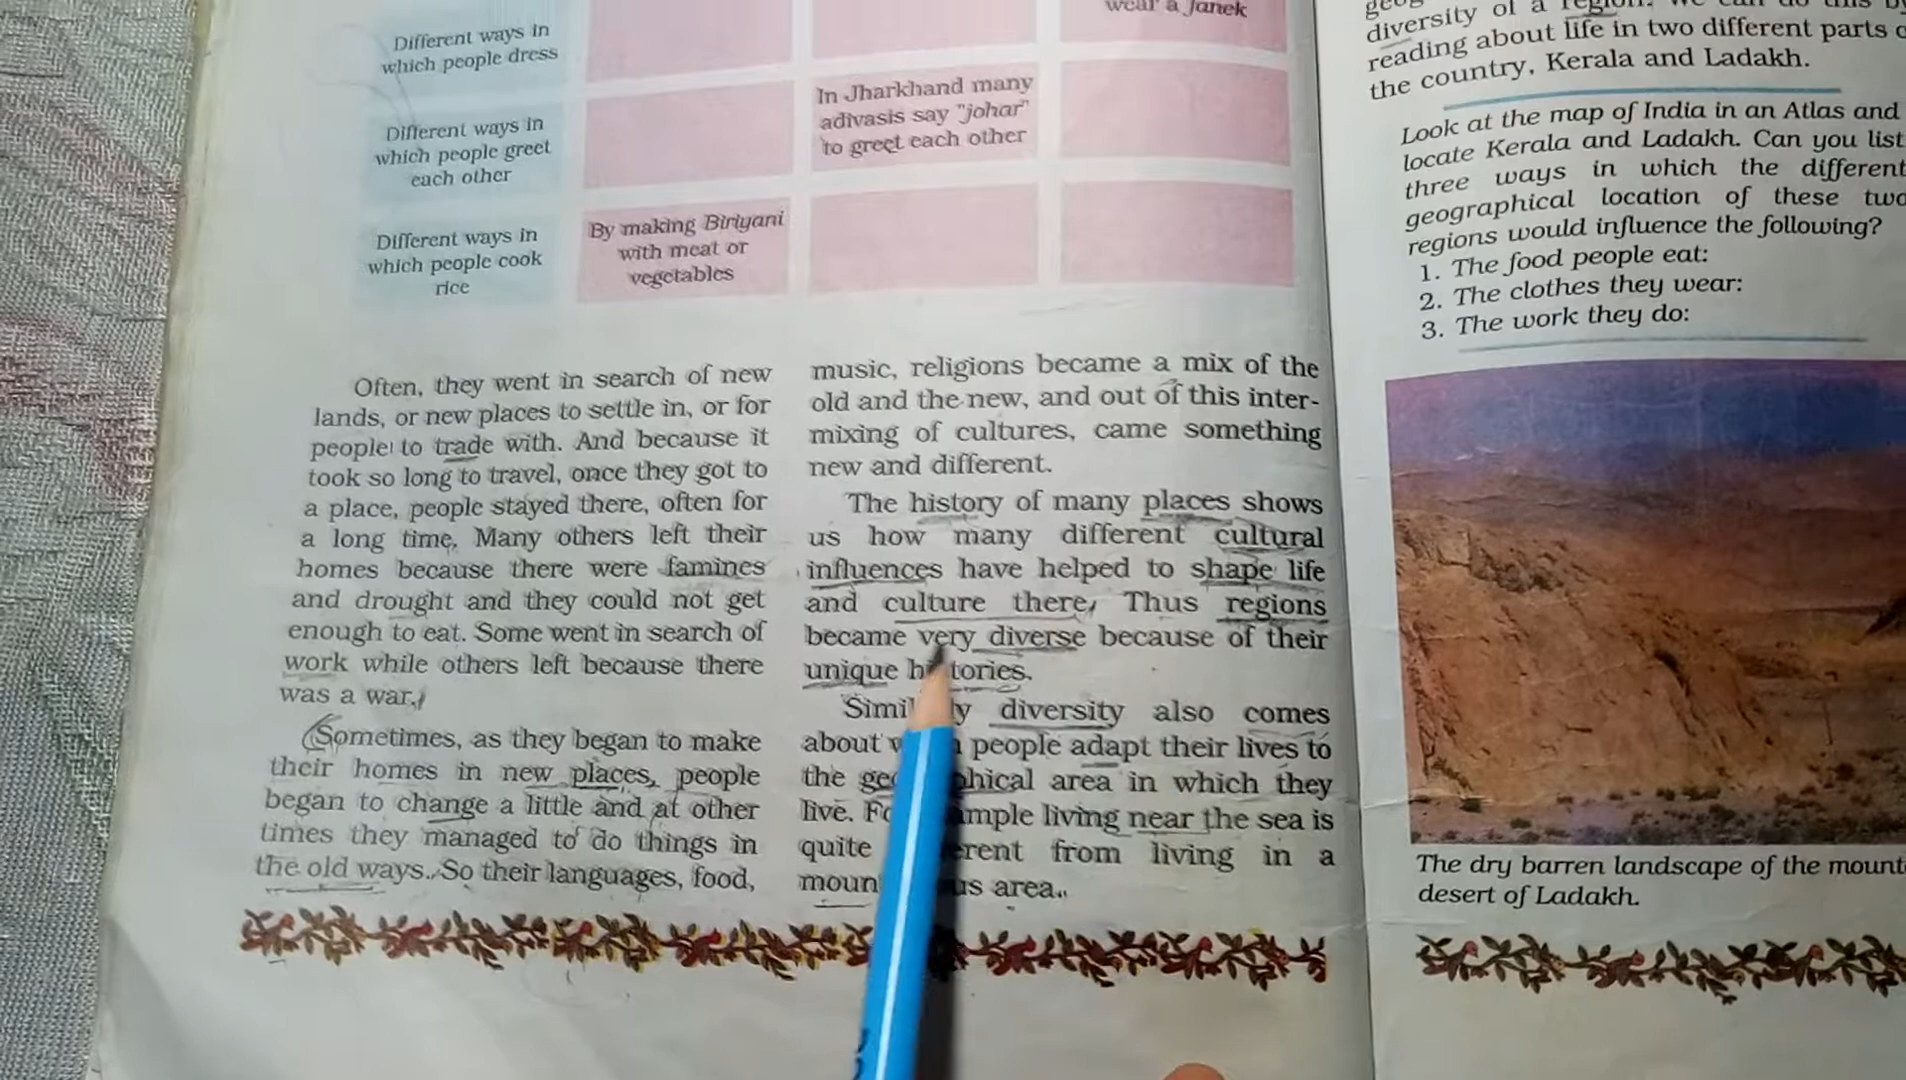 wear a Janek
Different ways in
which people dress
Different ways in
which people greet
each other
In Jharkhand many
adivasis say "johar"
to greet each other
Different ways in
which people cook
rice
By making Biriyani
with meat or
vegetables
Often, they went in search of new
lands, or new places to settle in, or for
people to trade with. And because it
took so long to travel, once they got to
a place, people stayed there, often for
a long time. Many others left their
homes because there were famines
and drought and they could not get
enough to eat. Some went in search of
work while others left because there
was a war.
Sometimes, as they began to make
their homes in new places, people
began to change a little and at other
times they managed to do things in
the old ways. So their languages, food,
music, religions became a mix of the
old and the new, and out of this inter-
mixing of cultures, came something
new and different.
The history of many places shows
us how many different cultural
influences have helped to shape life
and culture there. Thus regions
became very diverse because of their
unique histories.
diversity also comes
about people adapt their lives to
the area in which they
live. living near the sea is
quite from living in a
area.
diversity of a region. We can do this by
reading about life in two different parts
the country, Kerala and Ladakh.
Look at the map of India in an Atlas and
locate Kerala and Ladakh. Can you list
three ways in which the different
geographical location of these two
regions would influence the following?
1. The food people eat:
2. The clothes they wear:
3. The work they do:
The dry barren landscape of the
desert of Ladakh.